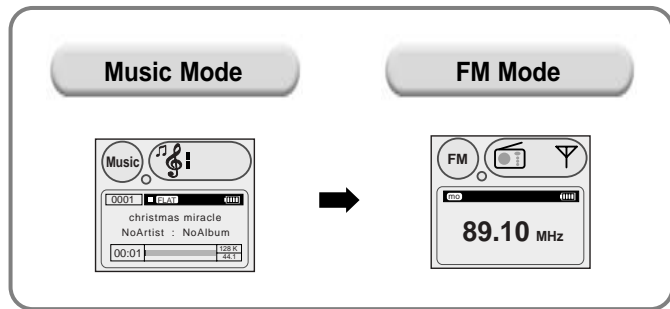 Music Mode
FM Mode
Music
0001 FLAT
christmas miracle
NoArtist : NoAlbum
00:01 128 K
44.1
FM
mo
89.10 MHz